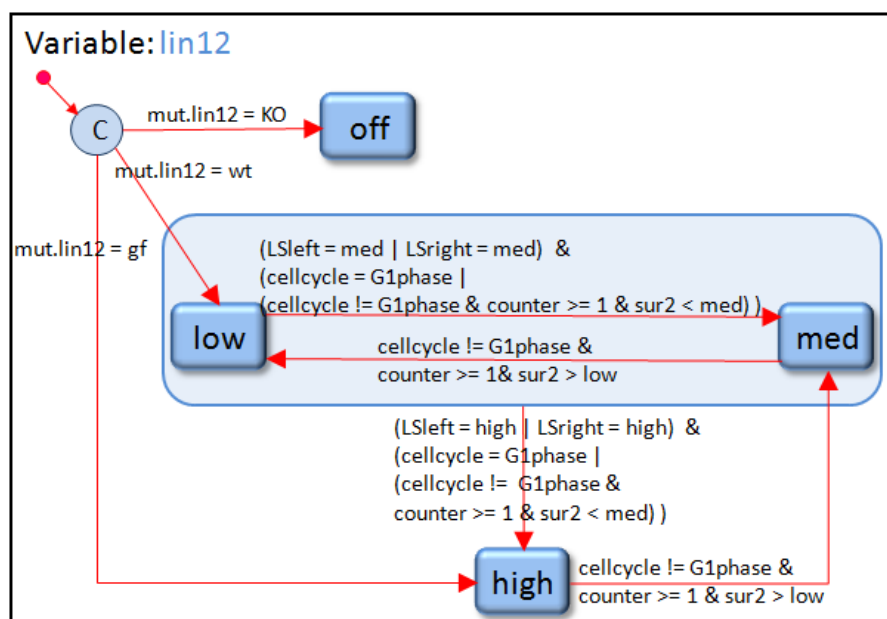 Variable: lin12
C
mut.lin12 = KO
off
mut.lin12 = wt
mut.lin12 = gf
(LSleft = med | LSright = med)  &
(cellcycle = G1phase |
(cellcycle != G1phase & counter >= 1 & sur2 < med) )
low
med
cellcycle != G1phase &
counter >= 1& sur2 > low
(LSleft = high | LSright = high)  &
(cellcycle = G1phase |
(cellcycle !=  G1phase &
counter >= 1 & sur2 < med) )
high
cellcycle != G1phase &
counter >= 1 & sur2 > low